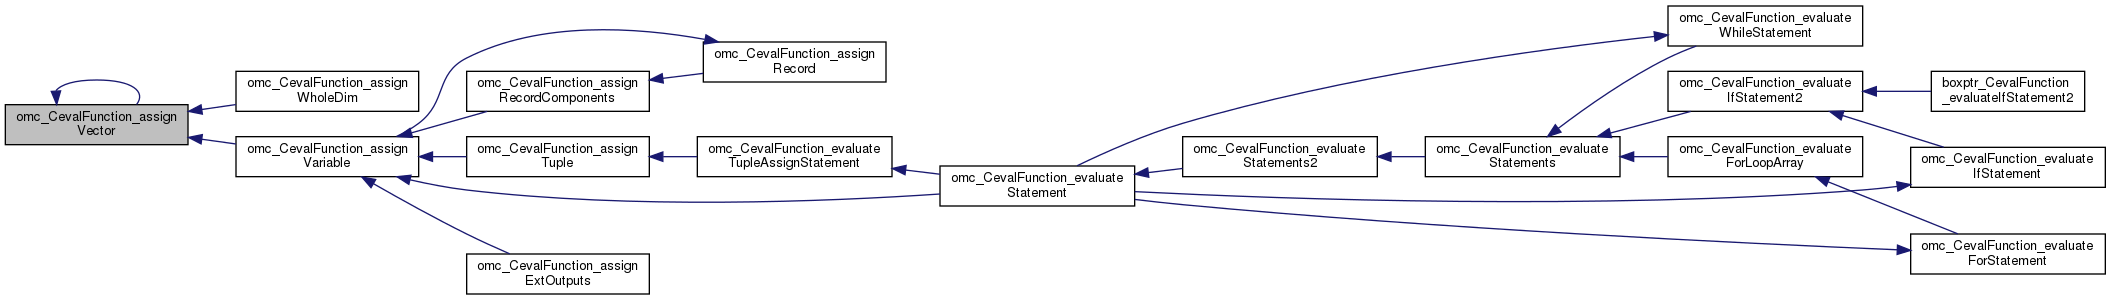 omc_CevalFunction_assign
Vector
omc_CevalFunction_assign
WholeDim
omc_CevalFunction_assign
Variable
omc_CevalFunction_assign
RecordComponents
omc_CevalFunction_assign
Tuple
omc_CevalFunction_assign
ExtOutputs
omc_CevalFunction_assign
Record
omc_CevalFunction_evaluate
TupleAssignStatement
omc_CevalFunction_evaluate
Statement
omc_CevalFunction_evaluate
Statements2
omc_CevalFunction_evaluate
Statements
omc_CevalFunction_evaluate
WhileStatement
omc_CevalFunction_evaluate
IfStatement2
omc_CevalFunction_evaluate
ForLoopArray
boxptr_CevalFunction
_evaluateIfStatement2
omc_CevalFunction_evaluate
IfStatement
omc_CevalFunction_evaluate
ForStatement